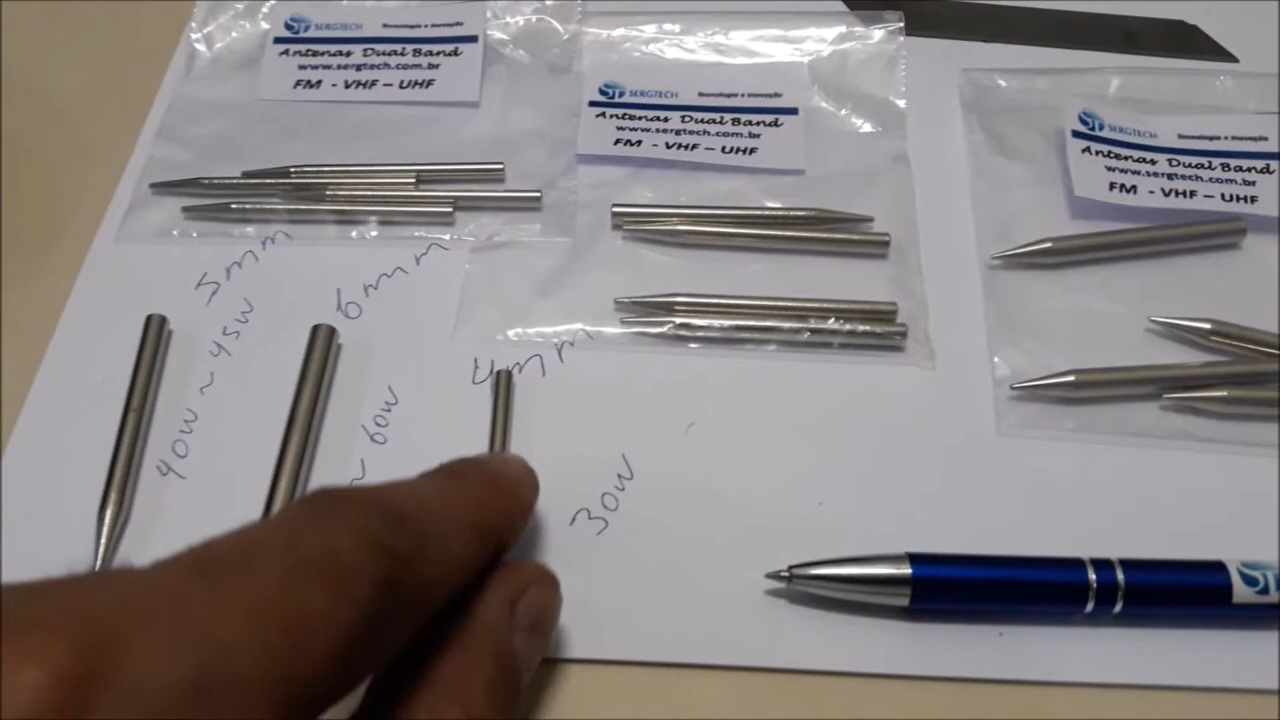 SERGTECH
Antenas Dual Band
www.sergtech.com.br
FM - VHF - UHF
SERGTECH Tecnologia e inovação
Antenas Dual Band
www.sergtech.com.br
FM - VHF - UHF
SERGTECH Tecnologia e inovação
Antenas Dual Band
www.sergtech.com.br
FM - VHF - UHF
5mm
40W ~ 45W
6mm
~ 60W
4mm
30W